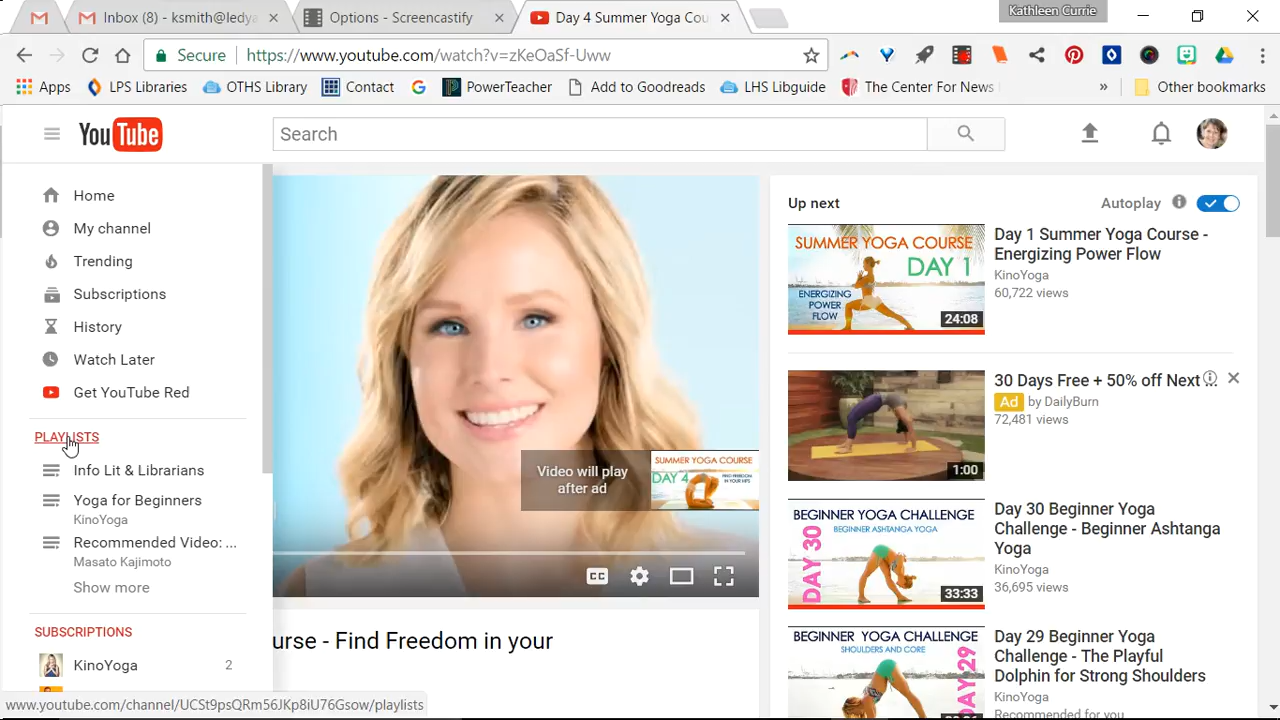 Inbox (8) - ksmith@ledya
Options - Screencastify
Day 4 Summer Yoga Cou
Kathleen Currie
Secure
https://www.youtube.com/watch?v=zKeOaSf-Uww
Apps
LPS Libraries
OTHS Library
Contact
PowerTeacher
Add to Goodreads
LHS Libguide
The Center For News
»
Other bookmarks
YouTube
Search
Home
My channel
Trending
Subscriptions
History
Watch Later
Get YouTube Red
PLAYLISTS
Info Lit & Librarians
Yoga for Beginners
KinoYoga
Recommended Video: ...
Masato Kajimoto
Show more
SUBSCRIPTIONS
KinoYoga 2
www.youtube.com/channel/UCSt9psQRm56JKp8iU76Gsow/playlists
Video will play
after ad
SUMMER YOGA COURSE
DAY 4
CC
urse - Find Freedom in your
Up next
Autoplay
SUMMER YOGA COURSE
DAY 1
ENERGIZING
POWER
FLOW
24:08
Day 1 Summer Yoga Course -
Energizing Power Flow
KinoYoga
60,722 views
1:00
30 Days Free + 50% off Next ...
Ad by DailyBurn
72,481 views
BEGINNER YOGA CHALLENGE
BEGINNER ASHTANGA
YOGA
DAY 30
33:33
Day 30 Beginner Yoga
Challenge - Beginner Ashtanga
Yoga
KinoYoga
36,695 views
BEGINNER YOGA CHALLENGE
SHOULDERS AND CORE
DAY 29
Day 29 Beginner Yoga
Challenge - The Playful
Dolphin for Strong Shoulders
KinoYoga
Recommended for you